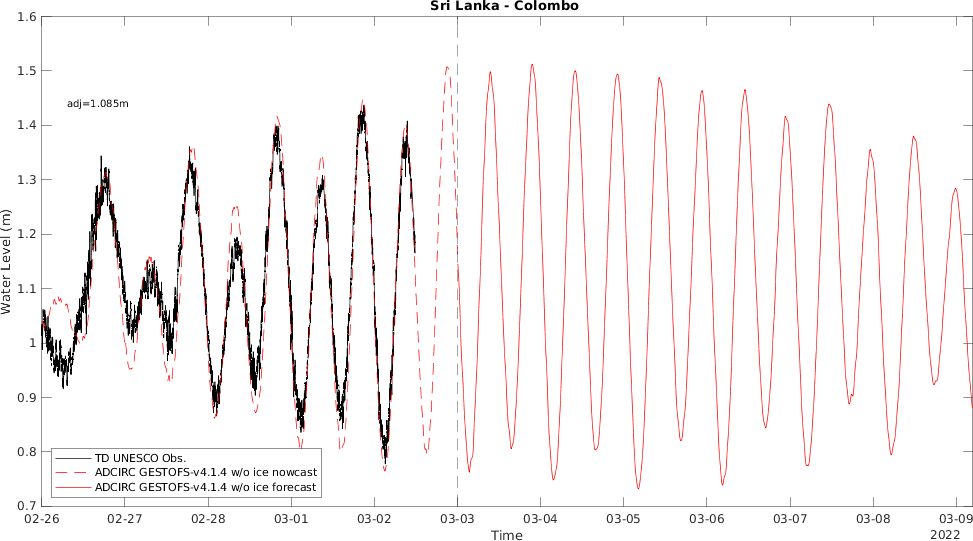 Sri Lanka - Colombo
1.6
1.5
1.4
1.3
1.2
1.1
1
0.9
0.8
0.7
Water Level (m)
adj=1.085m
TD UNESCO Obs.
ADCIRC GESTOFS-v4.1.4 w/o ice nowcast
ADCIRC GESTOFS-v4.1.4 w/o ice forecast
02-26 02-27 02-28 03-01 03-02 03-03 03-04 03-05 03-06 03-07 03-08 03-09
Time
2022